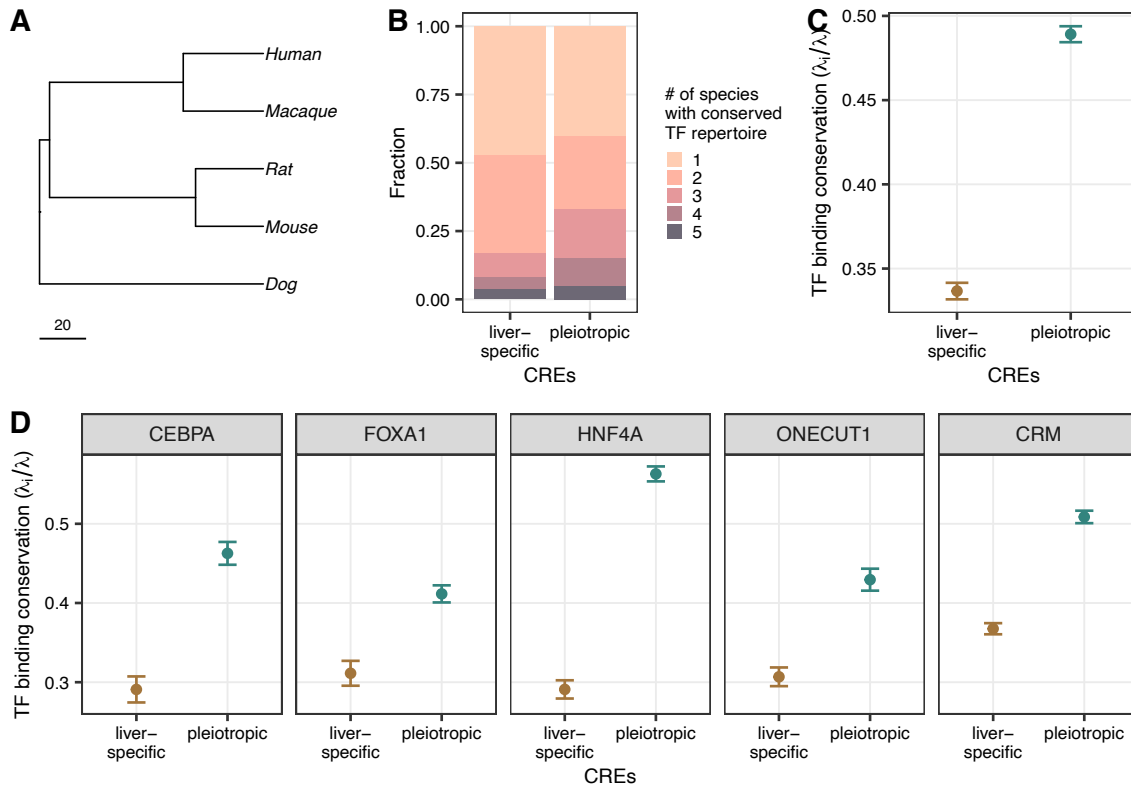 A
Human
Macaque
Rat
Mouse
Dog
20
B
1.00
0.75
0.50
0.25
0.00
Fraction
liver−
specific
pleiotropic
CREs
# of species
with conserved
TF repertoire
1
2
3
4
5
C
0.50
0.45
0.40
0.35
TF binding conservation (λi/λ)
liver−
specific
pleiotropic
CREs
D
CEBPA
FOXA1
HNF4A
ONECUT1
CRM
TF binding conservation (λi/λ)
0.5
0.4
0.3
liver−
specific
pleiotropic
liver−
specific
pleiotropic
liver−
specific
pleiotropic
liver−
specific
pleiotropic
liver−
specific
pleiotropic
CREs